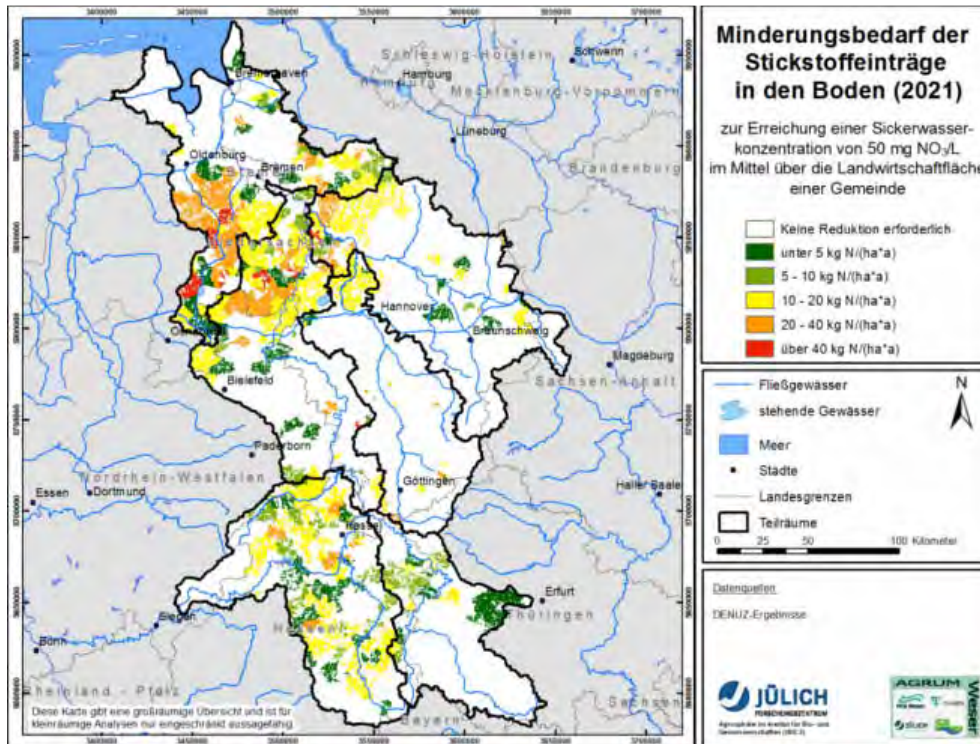 Minderungsbedarf der
Stickstoffeinträge
in den Boden (2021)
zur Erreichung einer Sickerwasser-
konzentration von 50 mg NO₃/L
im Mittel über die Landwirtschaftfläche
einer Gemeinde
Keine Reduktion erforderlich
unter 5 kg N/(ha*a)
5 - 10 kg N/(ha*a)
10 - 20 kg N/(ha*a)
20 - 40 kg N/(ha*a)
über 40 kg N/(ha*a)
Fließgewässer
stehende Gewässer
Meer
Städte
Landesgrenzen
Teilräume
N
0 25 50 100 Kilometer
Datenquellen
DENUZ-Ergebnisse
JÜLICH
FORSCHUNGSZENTRUM
AGRUM
Weser
Schleswig-Holstein
Schwerin
Bremerhaven
Hamburg
Hamburg
Mecklenburg-Vorpommern
Lüneburg
Brandenburg
Oldenburg
Bremen
Hannover
Braunschweig
Magdeburg
Sachsen-Anhalt
Bielefeld
Paderborn
Nordrhein-Westfalen
Göttingen
Essen
Dortmund
Kassel
Erfurt
Thüringen
Siegen
Hessen
Bonn
Rheinland - Pfalz
Bayern
Sachsen
Diese Karte gibt eine großräumige Übersicht und ist für
kleinräumige Analysen nur eingeschränkt aussagefähig